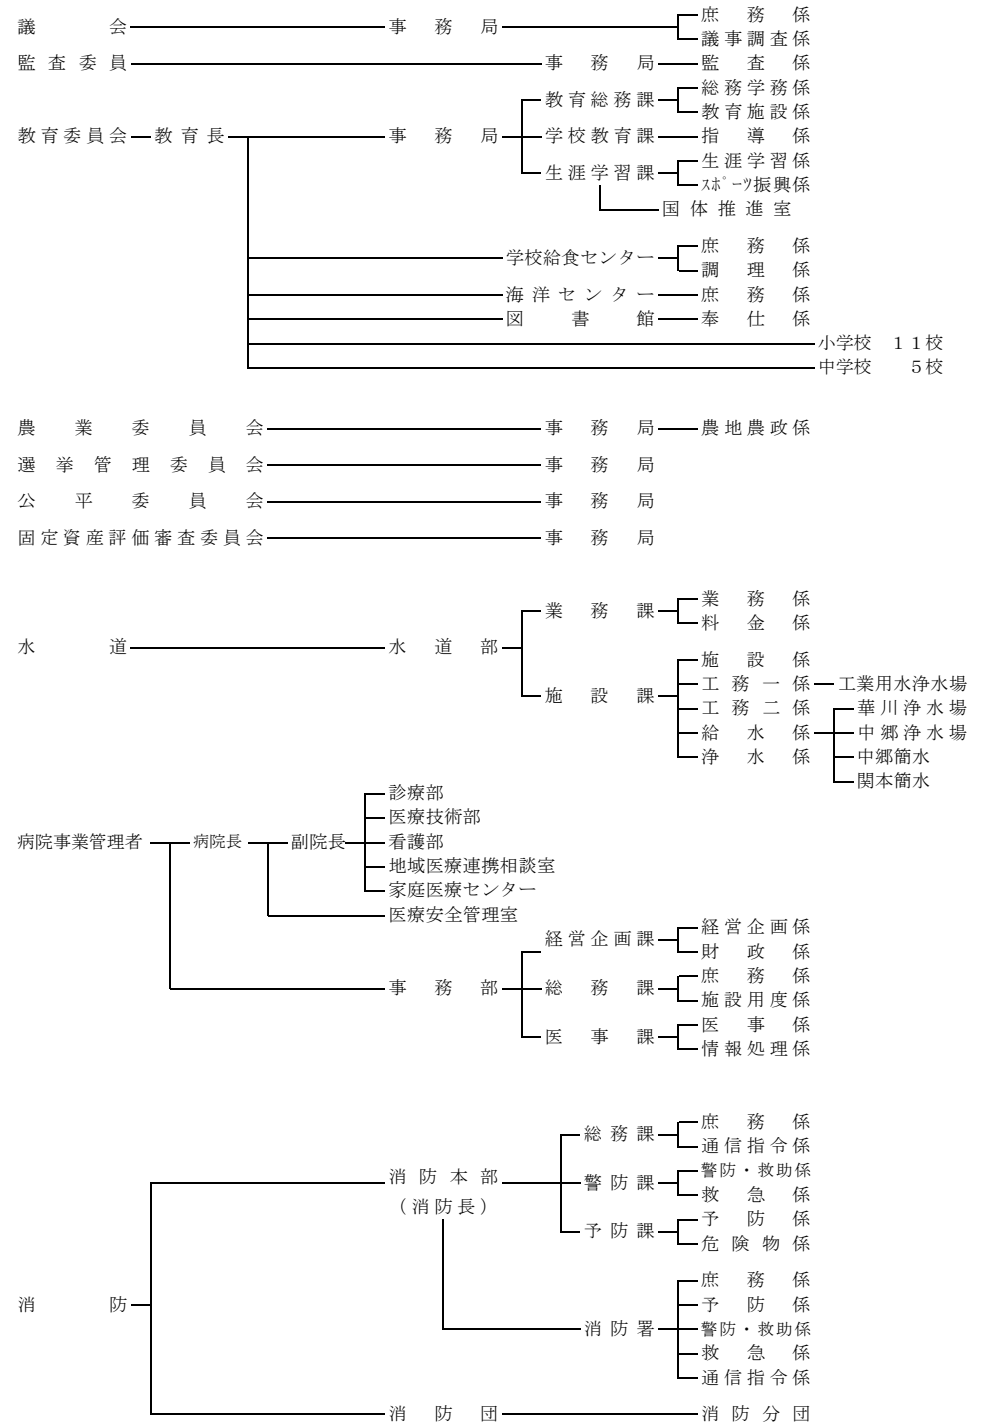 庶務係
議会 事務局
議事調査係
監査委員 事務局 監査係
総務学務係
教育総務課
教育施設係
教育委員会 教育長 事務局 学校教育課 指導係
生涯学習係
生涯学習課
ｽﾎﾟｰﾂ振興係
国体推進室
庶務係
学校給食センター
調理係
海洋センター 庶務係
図書館 奉仕係
小学校 １１校
中学校 ５校
農業委員会 事務局 農地農政係
選挙管理委員会 事務局
公平委員会 事務局
固定資産評価審査委員会 事務局
業務係
業務課
料金係
水道 水道部
施設係
工務一係 工業用水浄水場
施設課
工務二係 華川浄水場
給水係 中郷浄水場
浄水係 中郷簡水
関本簡水
診療部
医療技術部
病院事業管理者 病院長 副院長 看護部
地域医療連携相談室
家庭医療センター
医療安全管理室
経営企画係
経営企画課
財政係
庶務係
事務部 総務課
施設用度係
医事係
医事課
情報処理係
庶務係
総務課
通信指令係
警防・救助係
消防本部 警防課
救急係
（消防長）
予防係
予防課
危険物係
庶務係
消防 予防係
消防署 警防・救助係
救急係
通信指令係
消防団 消防分団